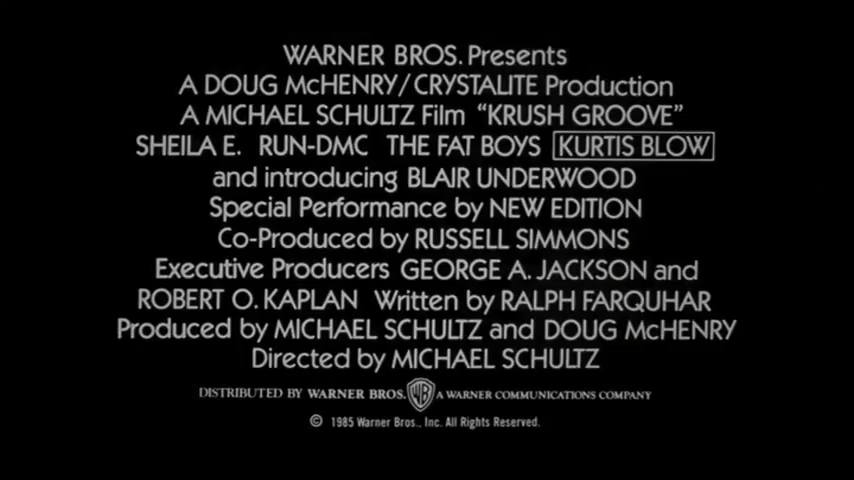 WARNER BROS. Presents
A DOUG McHENRY/CRYSTALITE Production
A MICHAEL SCHULTZ Film "KRUSH GROOVE"
SHEILA E. RUN-DMC THE FAT BOYS KURTIS BLOW
and introducing BLAIR UNDERWOOD
Special Performance by NEW EDITION
Co-Produced by RUSSELL SIMMONS
Executive Producers GEORGE A. JACKSON and
ROBERT O. KAPLAN Written by RALPH FARQUHAR
Produced by MICHAEL SCHULTZ and DOUG McHENRY
Directed by MICHAEL SCHULTZ
DISTRIBUTED BY WARNER BROS. WB A WARNER COMMUNICATIONS COMPANY
© 1985 Warner Bros., Inc. All Rights Reserved.